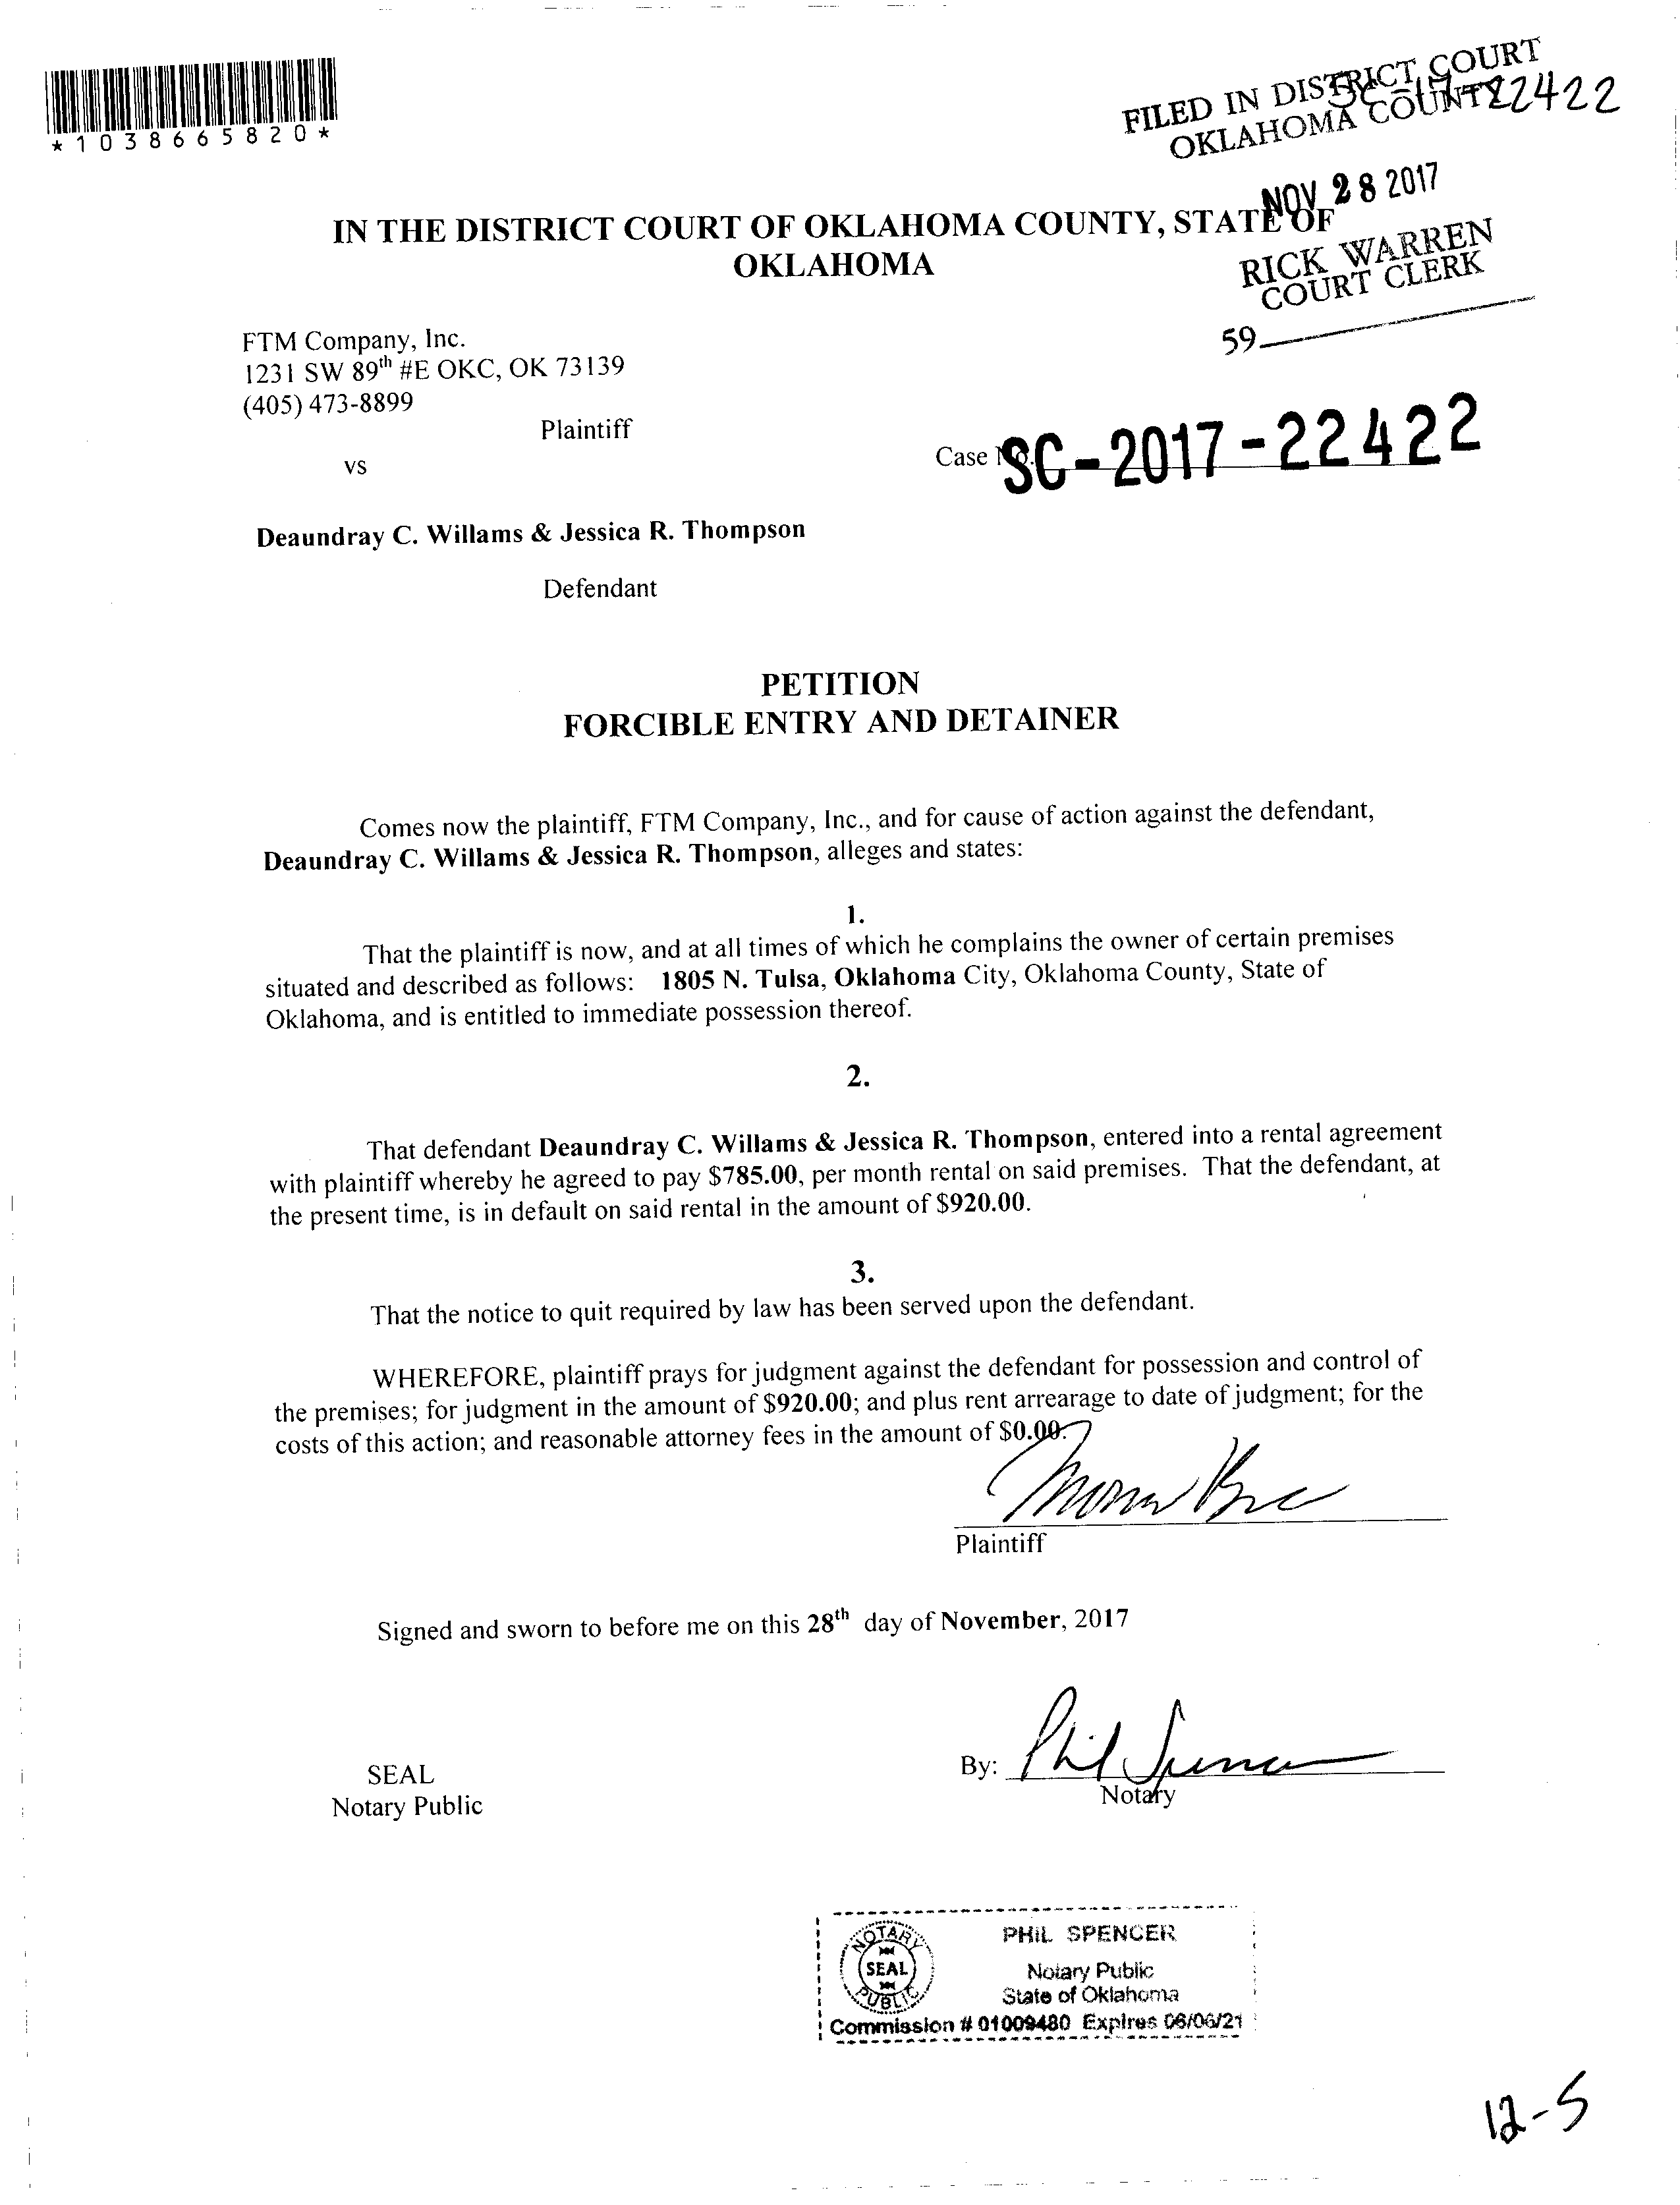 *1038665820*
FILED IN DISTRICT COURT
OKLAHOMA COUNTY
SC-17-22422
NOV 28 2017
RICK WARREN
COURT CLERK
59
IN THE DISTRICT COURT OF OKLAHOMA COUNTY, STATE OF
OKLAHOMA
FTM Company, Inc.
1231 SW 89th #E OKC, OK 73139
(405) 473-8899
Plaintiff
vs
Case No.
SC-2017-22422
Deaundray C. Willams & Jessica R. Thompson
Defendant
PETITION
FORCIBLE ENTRY AND DETAINER
Comes now the plaintiff, FTM Company, Inc., and for cause of action against the defendant,
Deaundray C. Willams & Jessica R. Thompson, alleges and states:
1.
That the plaintiff is now, and at all times of which he complains the owner of certain premises
situated and described as follows: 1805 N. Tulsa, Oklahoma City, Oklahoma County, State of
Oklahoma, and is entitled to immediate possession thereof.
2.
That defendant Deaundray C. Willams & Jessica R. Thompson, entered into a rental agreement
with plaintiff whereby he agreed to pay $785.00, per month rental on said premises. That the defendant, at
the present time, is in default on said rental in the amount of $920.00.
3.
That the notice to quit required by law has been served upon the defendant.
WHEREFORE, plaintiff prays for judgment against the defendant for possession and control of
the premises; for judgment in the amount of $920.00; and plus rent arrearage to date of judgment; for the
costs of this action; and reasonable attorney fees in the amount of $0.00.
Plaintiff
Signed and sworn to before me on this 28th day of November, 2017
SEAL
Notary Public
By: Phil Spencer
Notary
NOTARY
SEAL
PUBLIC
PHIL SPENCER
Notary Public
State of Oklahoma
Commission # 01009480 Expires 06/06/21
12-5